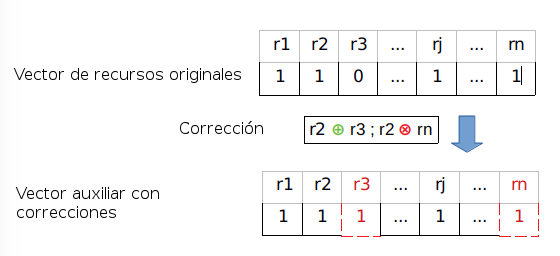 r1 r2 r3 ... rj ... rn
Vector de recursos originales 1 1 0 ... 1 ... 1
Corrección r2 ⊕ r3 ; r2 ⊗ rn
r1 r2 r3 ... rj ... rn
Vector auxiliar con
correcciones 1 1 1 ... 1 ... 1